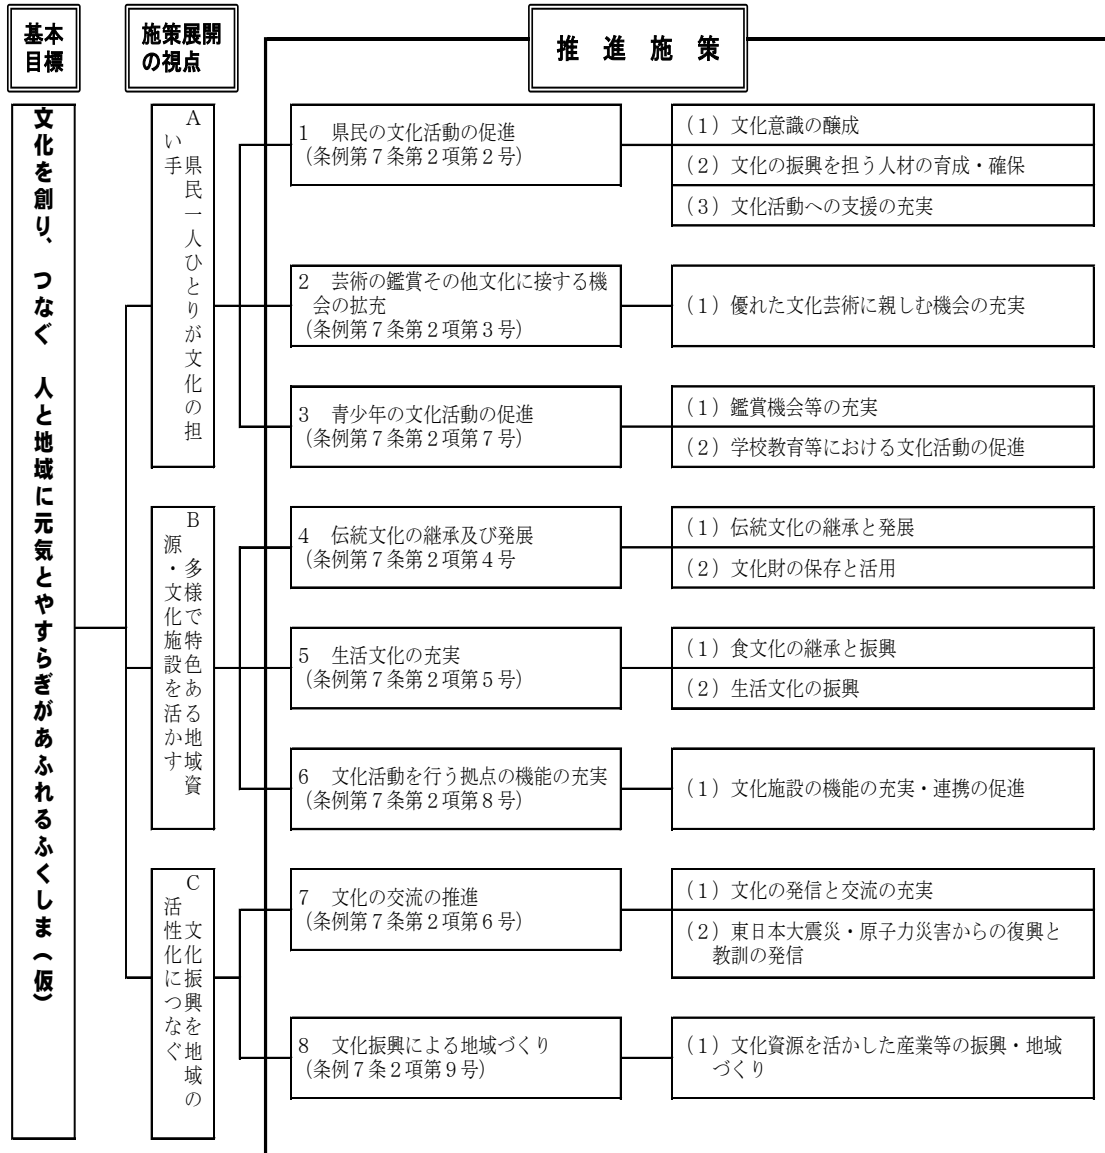 基本
目標
施策展開
の視点
推 進 施 策
文化を創り、つなぐ 人と地域に元気とやすらぎがあふれるふくしま(仮)
A 県民一人ひとりが文化の担
い手
1 県民の文化活動の促進
(条例第7条第2項第2号)
(1)文化意識の醸成
(2)文化の振興を担う人材の育成・確保
(3)文化活動への支援の充実
2 芸術の鑑賞その他文化に接する機
会の拡充
(条例第7条第2項第3号)
(1)優れた文化芸術に親しむ機会の充実
3 青少年の文化活動の促進
(条例第7条第2項第7号)
(1)鑑賞機会等の充実
(2)学校教育等における文化活動の促進
B 多様で特色ある地域資
源・文化施設を活かす
4 伝統文化の継承及び発展
(条例第7条第2項第4号
(1)伝統文化の継承と発展
(2)文化財の保存と活用
5 生活文化の充実
(条例第7条第2項第5号)
(1)食文化の継承と振興
(2)生活文化の振興
6 文化活動を行う拠点の機能の充実
(条例第7条第2項第8号)
(1)文化施設の機能の充実・連携の促進
C 文化振興を地域の
活性化につなぐ
7 文化の交流の推進
(条例第7条第2項第6号)
(1)文化の発信と交流の充実
(2)東日本大震災・原子力災害からの復興と
教訓の発信
8 文化振興による地域づくり
(条例7条2項第9号)
(1)文化資源を活かした産業等の振興・地域
づくり